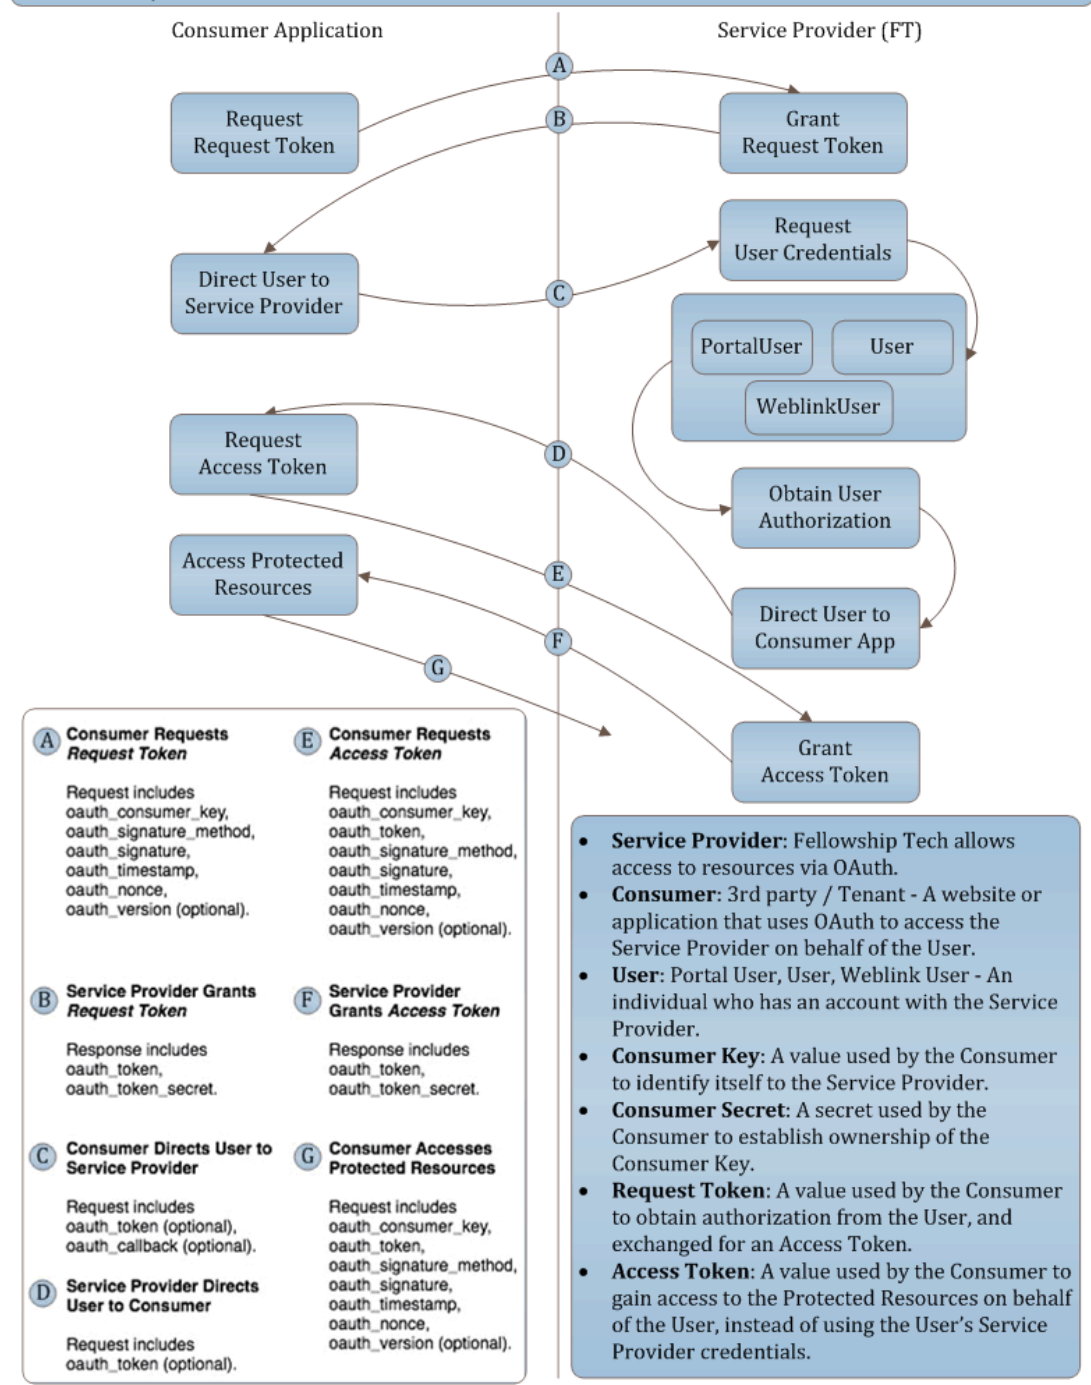 Consumer Application
Service Provider (FT)
A
Request
Request Token
B
Grant
Request Token
Request
User Credentials
Direct User to
Service Provider
C
PortalUser
User
WeblinkUser
Request
Access Token
D
Obtain User
Authorization
Access Protected
Resources
E
Direct User to
Consumer App
F
G
Grant
Access Token
A
Consumer Requests
Request Token
Request includes
oauth_consumer_key,
oauth_signature_method,
oauth_signature,
oauth_timestamp,
oauth_nonce,
oauth_version (optional).
B
Service Provider Grants
Request Token
Response includes
oauth_token,
oauth_token_secret.
C
Consumer Directs User to
Service Provider
Request includes
oauth_token (optional),
oauth_callback (optional).
D
Service Provider Directs
User to Consumer
Request includes
oauth_token (optional).
E
Consumer Requests
Access Token
Request includes
oauth_consumer_key,
oauth_token,
oauth_signature_method,
oauth_signature,
oauth_timestamp,
oauth_nonce,
oauth_version (optional).
F
Service Provider
Grants Access Token
Response includes
oauth_token,
oauth_token_secret.
G
Consumer Accesses
Protected Resources
Request includes
oauth_consumer_key,
oauth_token,
oauth_signature_method,
oauth_signature,
oauth_timestamp,
oauth_nonce,
oauth_version (optional).
• Service Provider: Fellowship Tech allows
access to resources via OAuth.
• Consumer: 3rd party / Tenant - A website or
application that uses OAuth to access the
Service Provider on behalf of the User.
• User: Portal User, User, Weblink User - An
individual who has an account with the Service
Provider.
• Consumer Key: A value used by the Consumer
to identify itself to the Service Provider.
• Consumer Secret: A secret used by the
Consumer to establish ownership of the
Consumer Key.
• Request Token: A value used by the Consumer
to obtain authorization from the User, and
exchanged for an Access Token.
• Access Token: A value used by the Consumer to
gain access to the Protected Resources on behalf
of the User, instead of using the User's Service
Provider credentials.